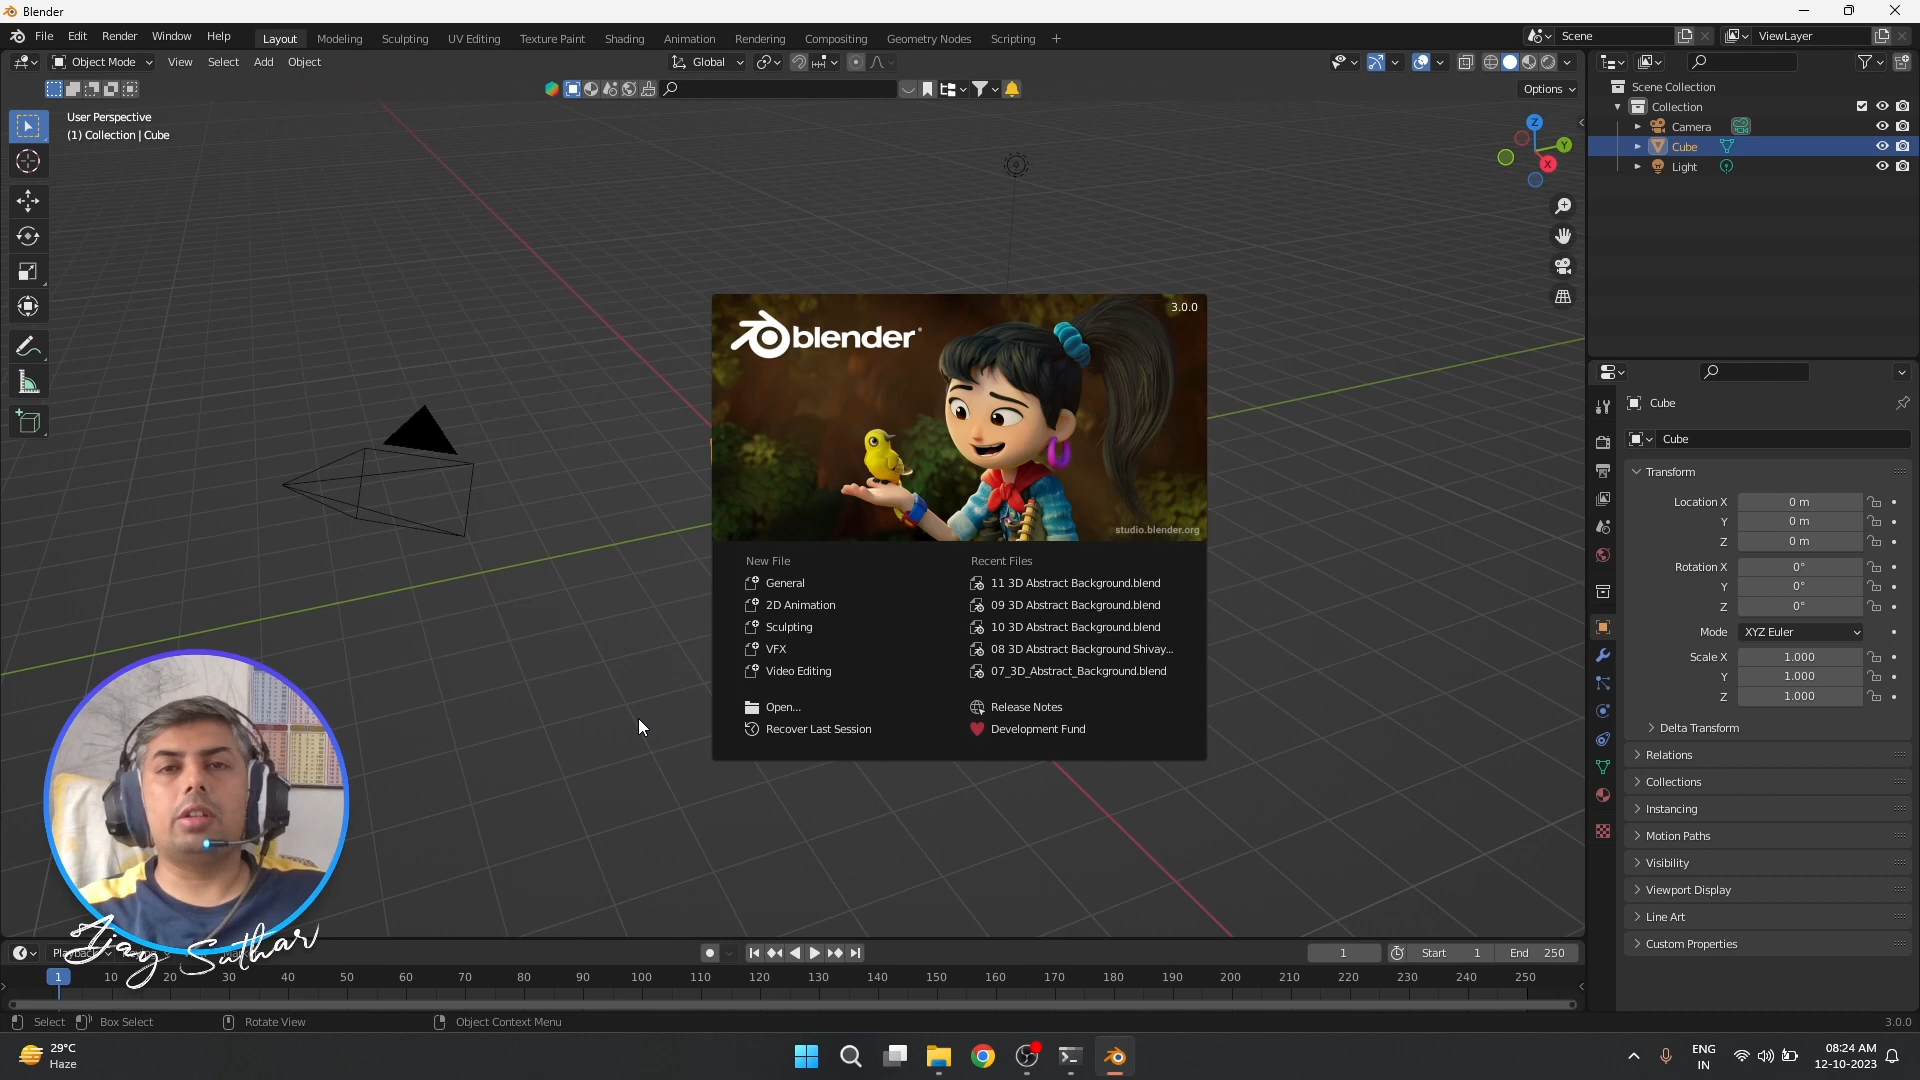 Blender
File Edit Render Window Help Layout Modeling Sculpting UV Editing Texture Paint Shading Animation Rendering Compositing Geometry Nodes Scripting + Scene ViewLayer
Object Mode View Select Add Object Global
Options
User Perspective
(1) Collection | Cube
Z
Y
X
Scene Collection
Collection
Camera
Cube
Light
blender
3.0.0
studio.blender.org
New File
General
2D Animation
Sculpting
VFX
Video Editing
Open...
Recover Last Session
Recent Files
11 3D Abstract Background.blend
09 3D Abstract Background.blend
10 3D Abstract Background.blend
08 3D Abstract Background Shivay...
07_3D_Abstract_Background.blend
Release Notes
Development Fund
Cube
Cube
Transform
Location X 0 m
Y 0 m
Z 0 m
Rotation X 0°
Y 0°
Z 0°
Mode XYZ Euler
Scale X 1.000
Y 1.000
Z 1.000
Delta Transform
Relations
Collections
Instancing
Motion Paths
Visibility
Viewport Display
Line Art
Custom Properties
Ajay Suthar
Playback
1 Start 1 End 250
1 10 20 30 40 50 60 70 80 90 100 110 120 130 140 150 160 170 180 190 200 210 220 230 240 250
Select Box Select Rotate View Object Context Menu 3.0.0
29°C
Haze
ENG
IN
08:24 AM
12-10-2023